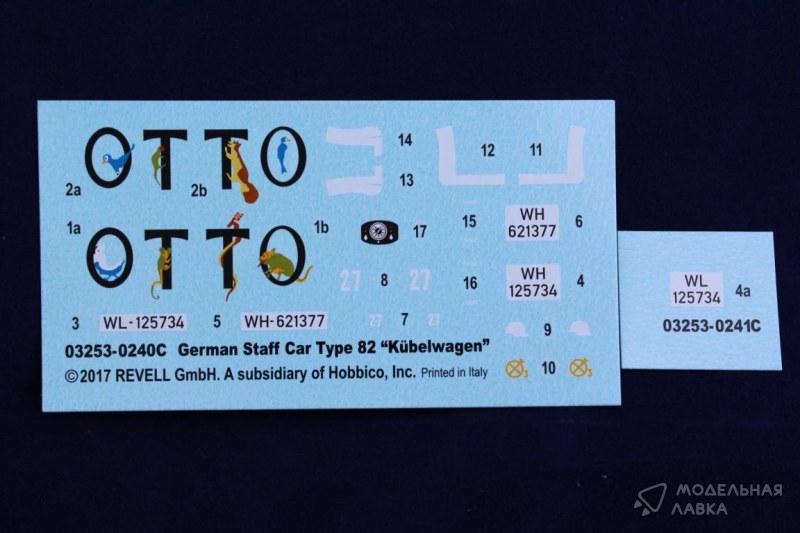 OTTO
14
12
11
2a
2b
13
1a
1b
OTTO
17
15
WH
621377
6
27
8
27
16
WH
125734
4
WL
125734
4a
3
WL-125734
5
WH-621377
27
7
27
9
03253-0241C
03253-0240C German Staff Car Type 82 “Kübelwagen”
©2017 REVELL GmbH. A subsidiary of Hobbico, Inc. Printed in Italy
3
10
3
МОДЕЛЬНАЯ
ЛАВКА